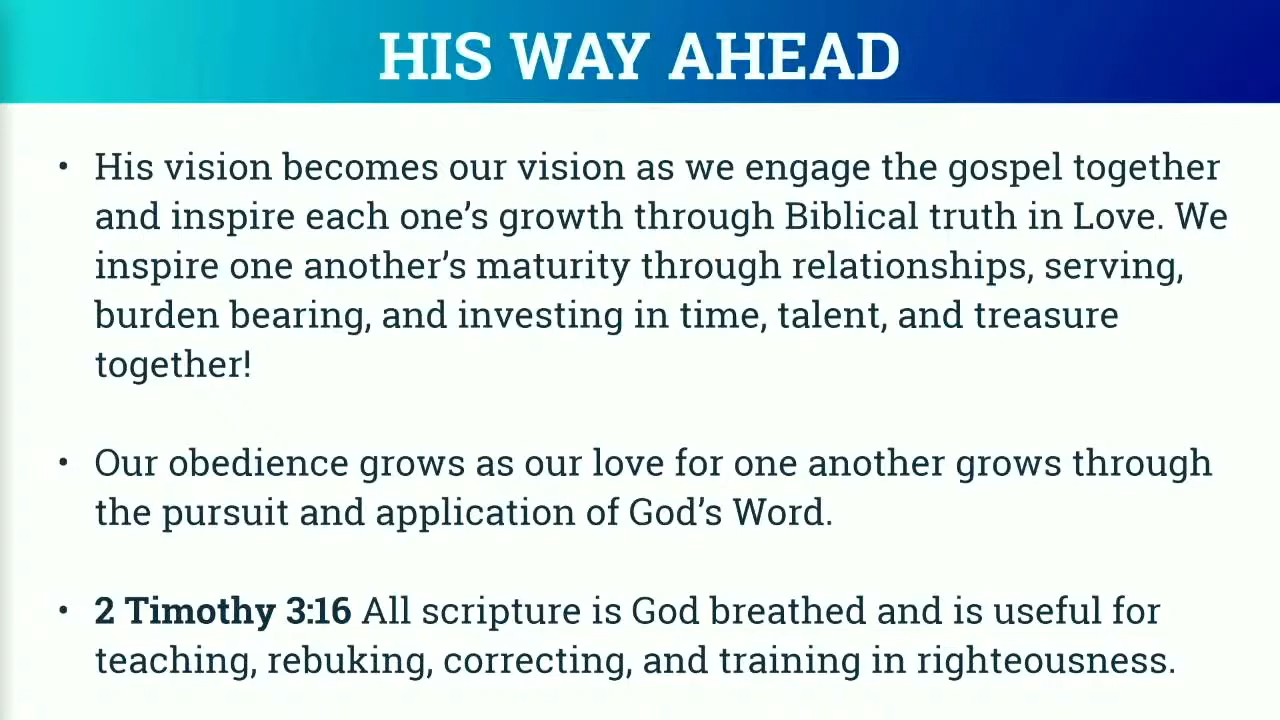 HIS WAY AHEAD
• His vision becomes our vision as we engage the gospel together
and inspire each one’s growth through Biblical truth in Love. We
inspire one another’s maturity through relationships, serving,
burden bearing, and investing in time, talent, and treasure
together!
• Our obedience grows as our love for one another grows through
the pursuit and application of God’s Word.
• 2 Timothy 3:16 All scripture is God breathed and is useful for
teaching, rebuking, correcting, and training in righteousness.